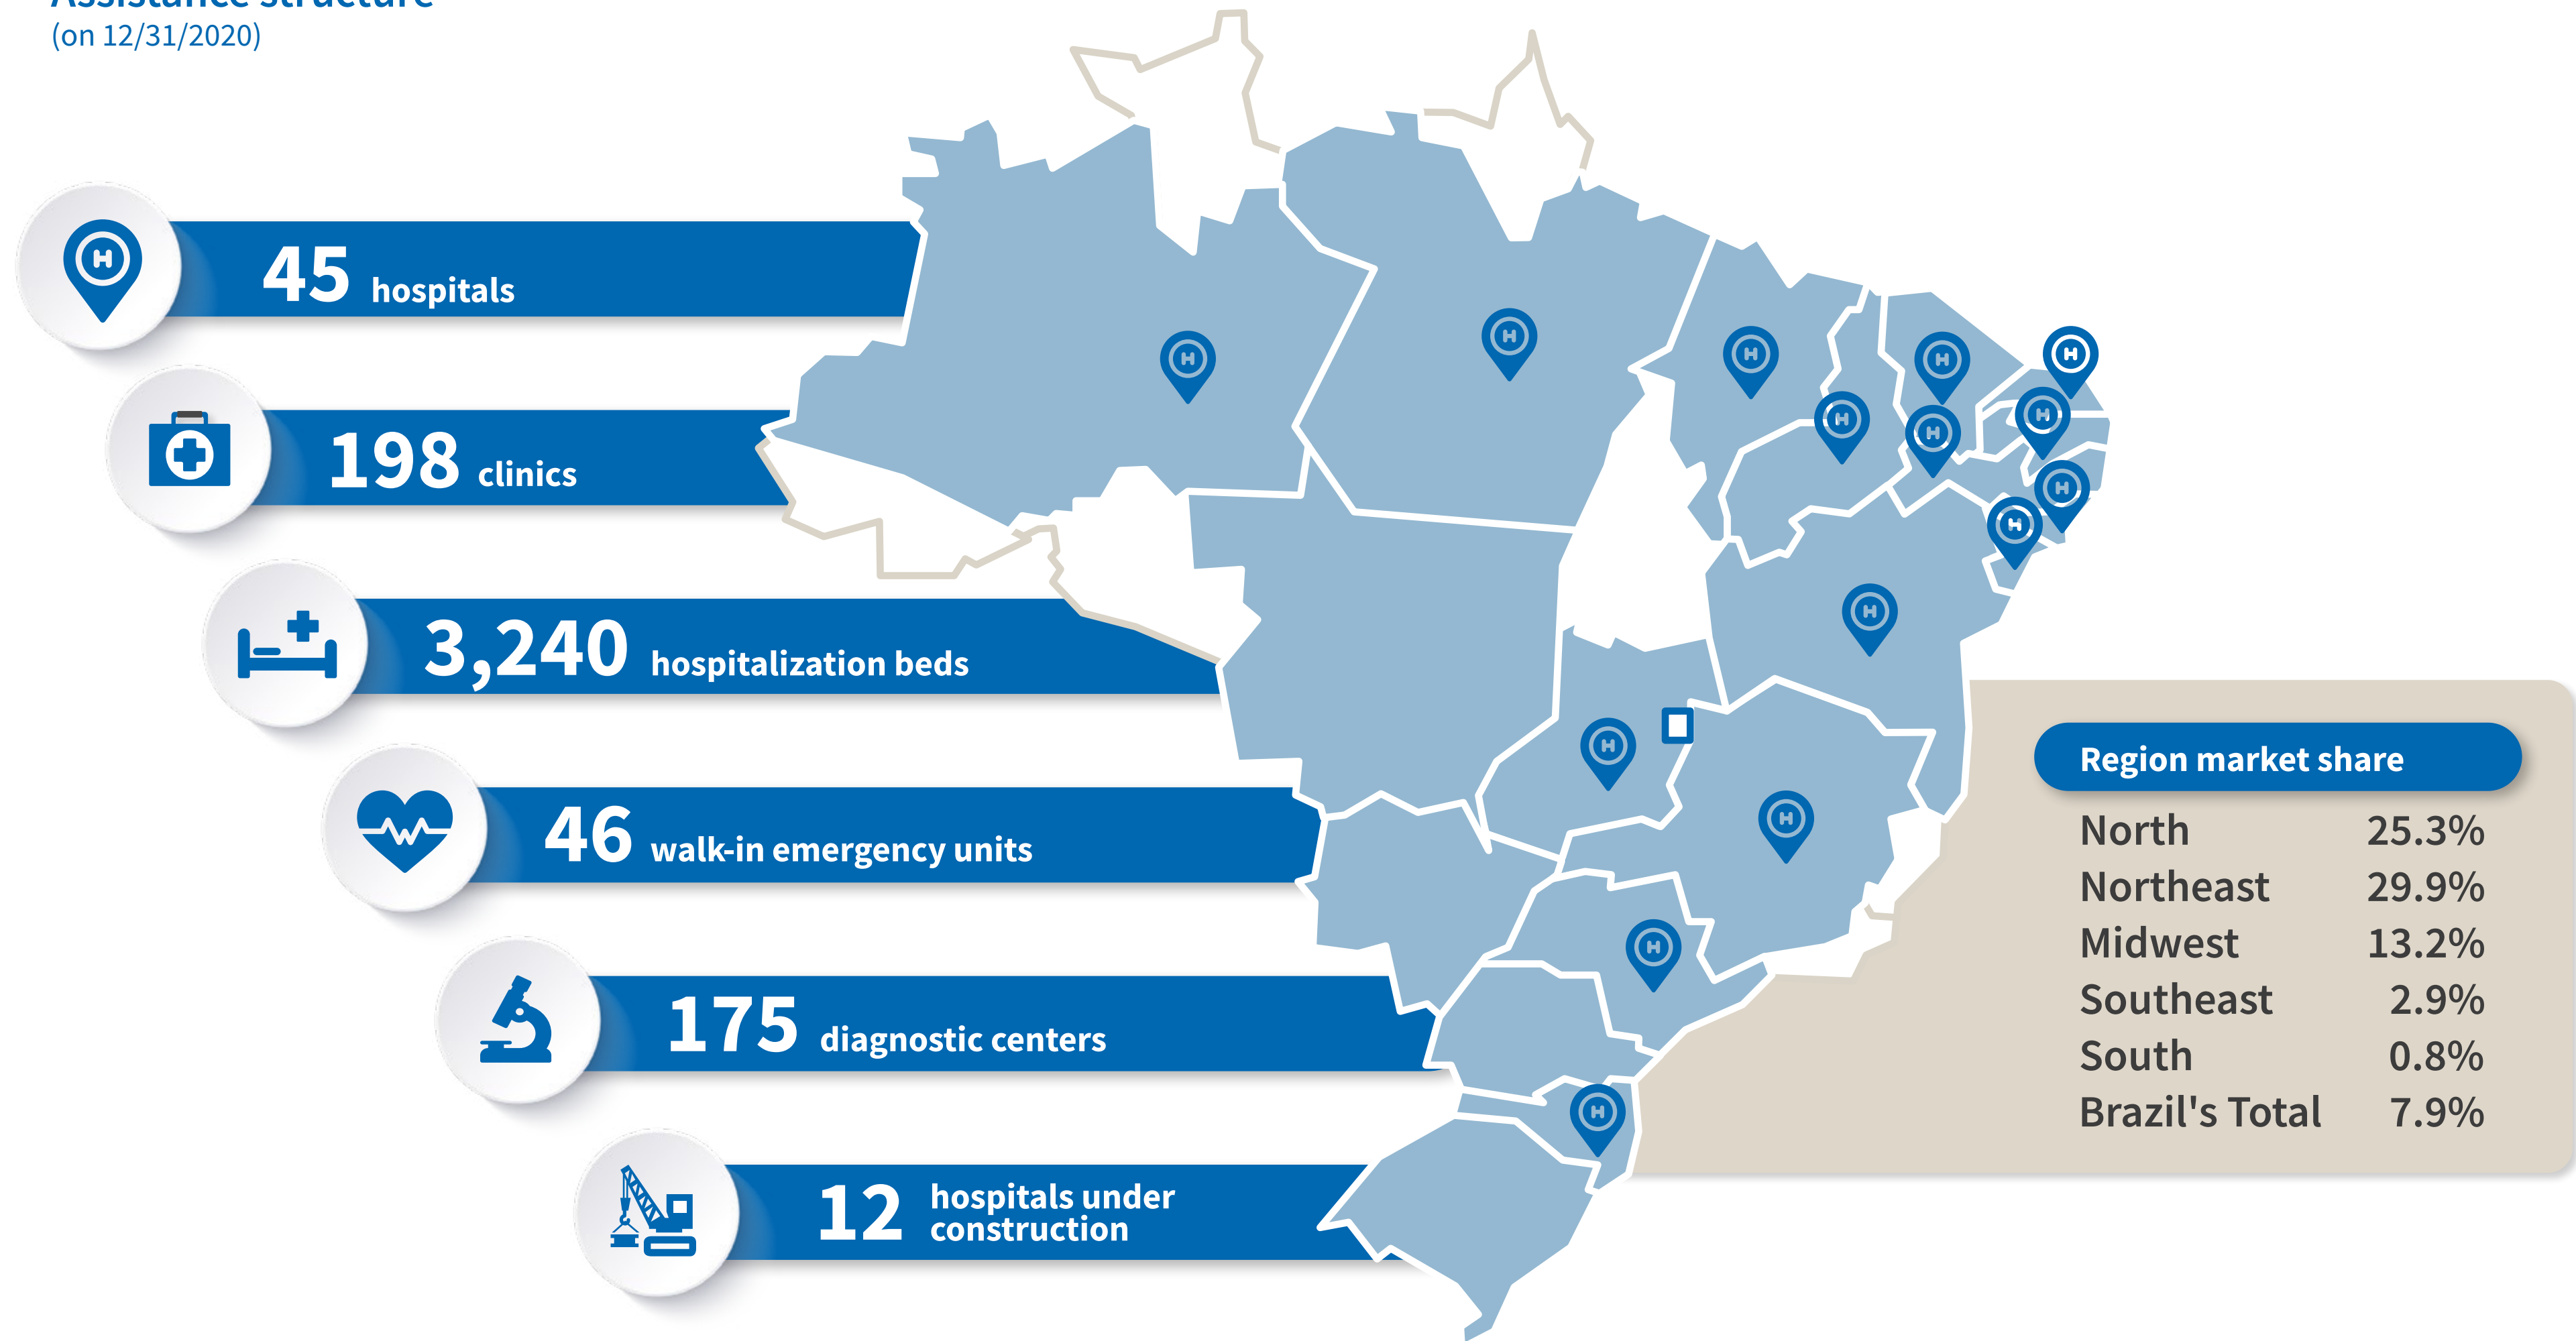 Assistance structure
(on 12/31/2020)
45 hospitals
198 clinics
3,240 hospitalization beds
46 walk-in emergency units
175 diagnostic centers
12 hospitals under
construction
Region market share
North 25.3%
Northeast 29.9%
Midwest 13.2%
Southeast 2.9%
South 0.8%
Brazil's Total 7.9%